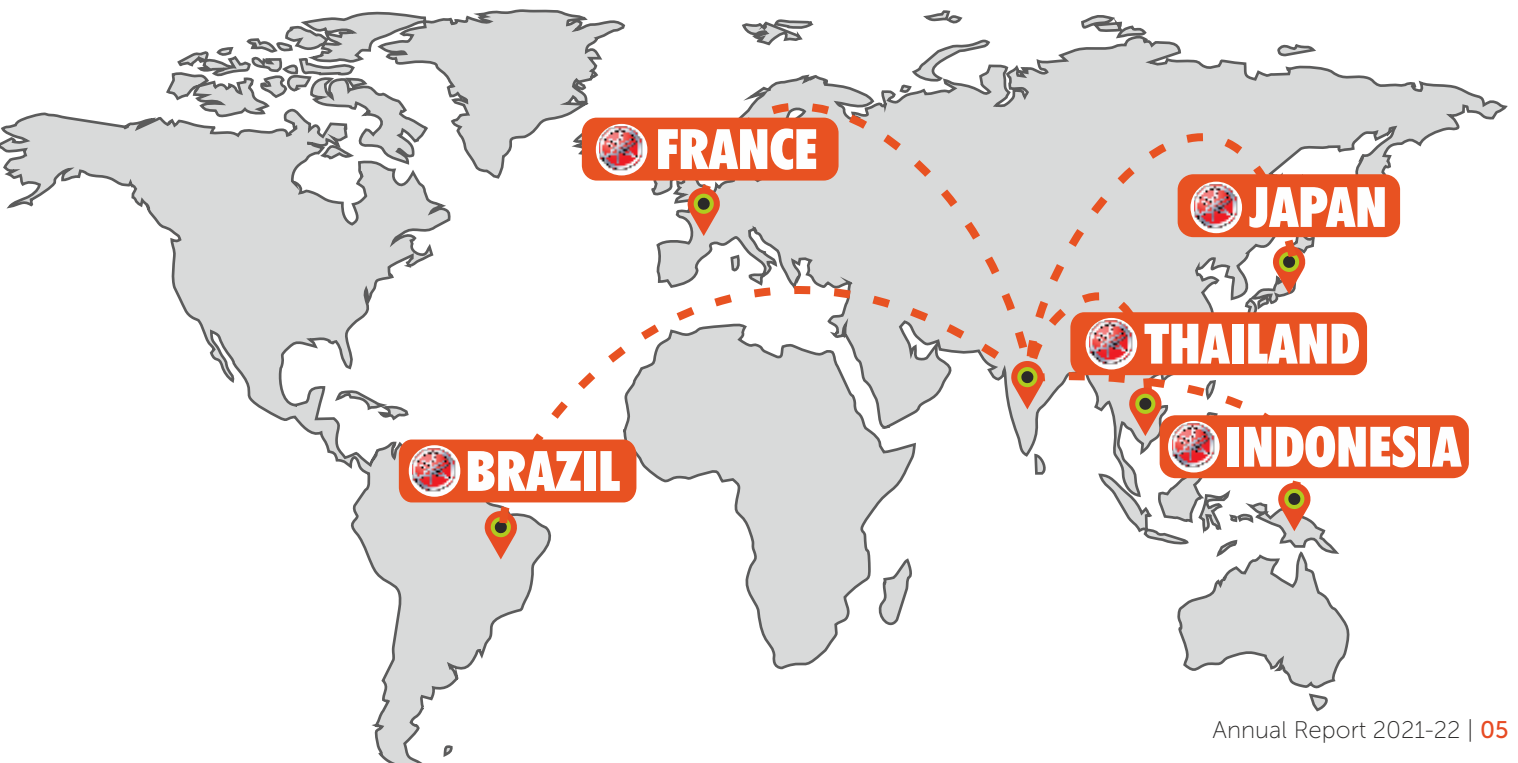 FRANCE
JAPAN
THAILAND
INDONESIA
BRAZIL
Annual Report 2021-22 | 05